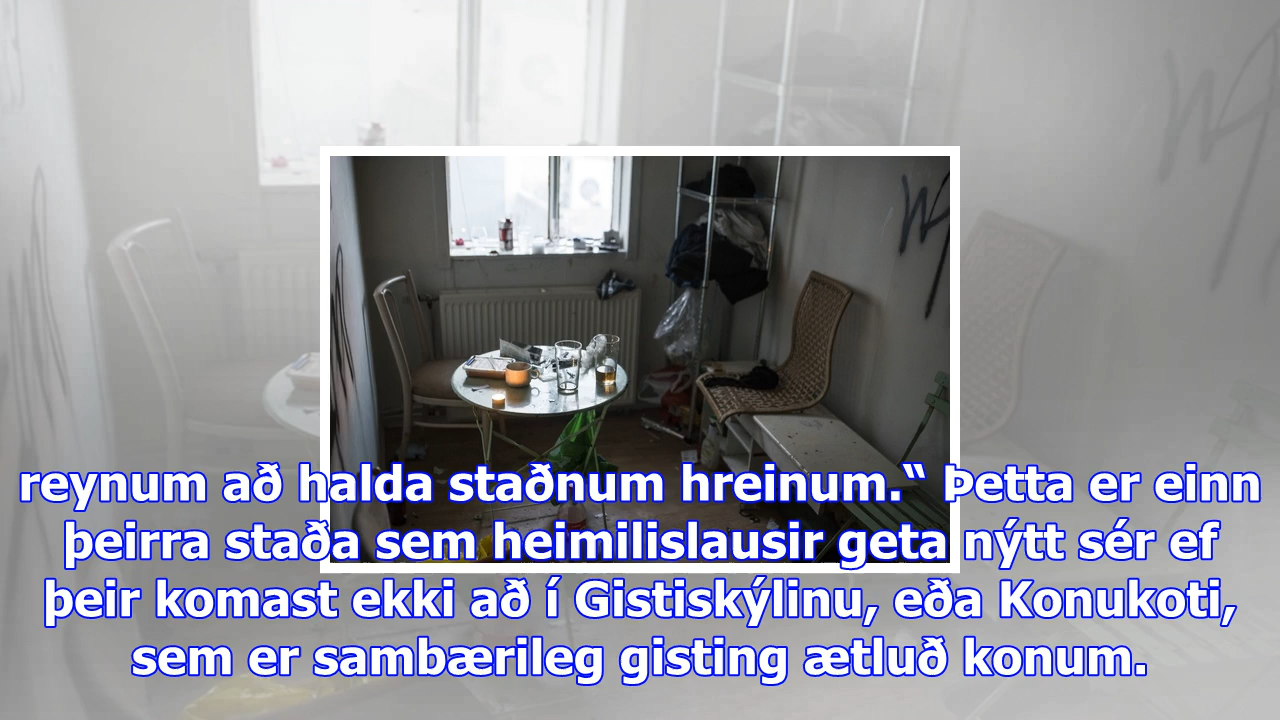 reynum að halda staðnum hreinum.“ Þetta er einn
þeirra staða sem heimilislausir geta nýtt sér ef
þeir komast ekki að í Gistiskýlinu, eða Konukoti,
sem er sambærileg gisting ætluð konum.